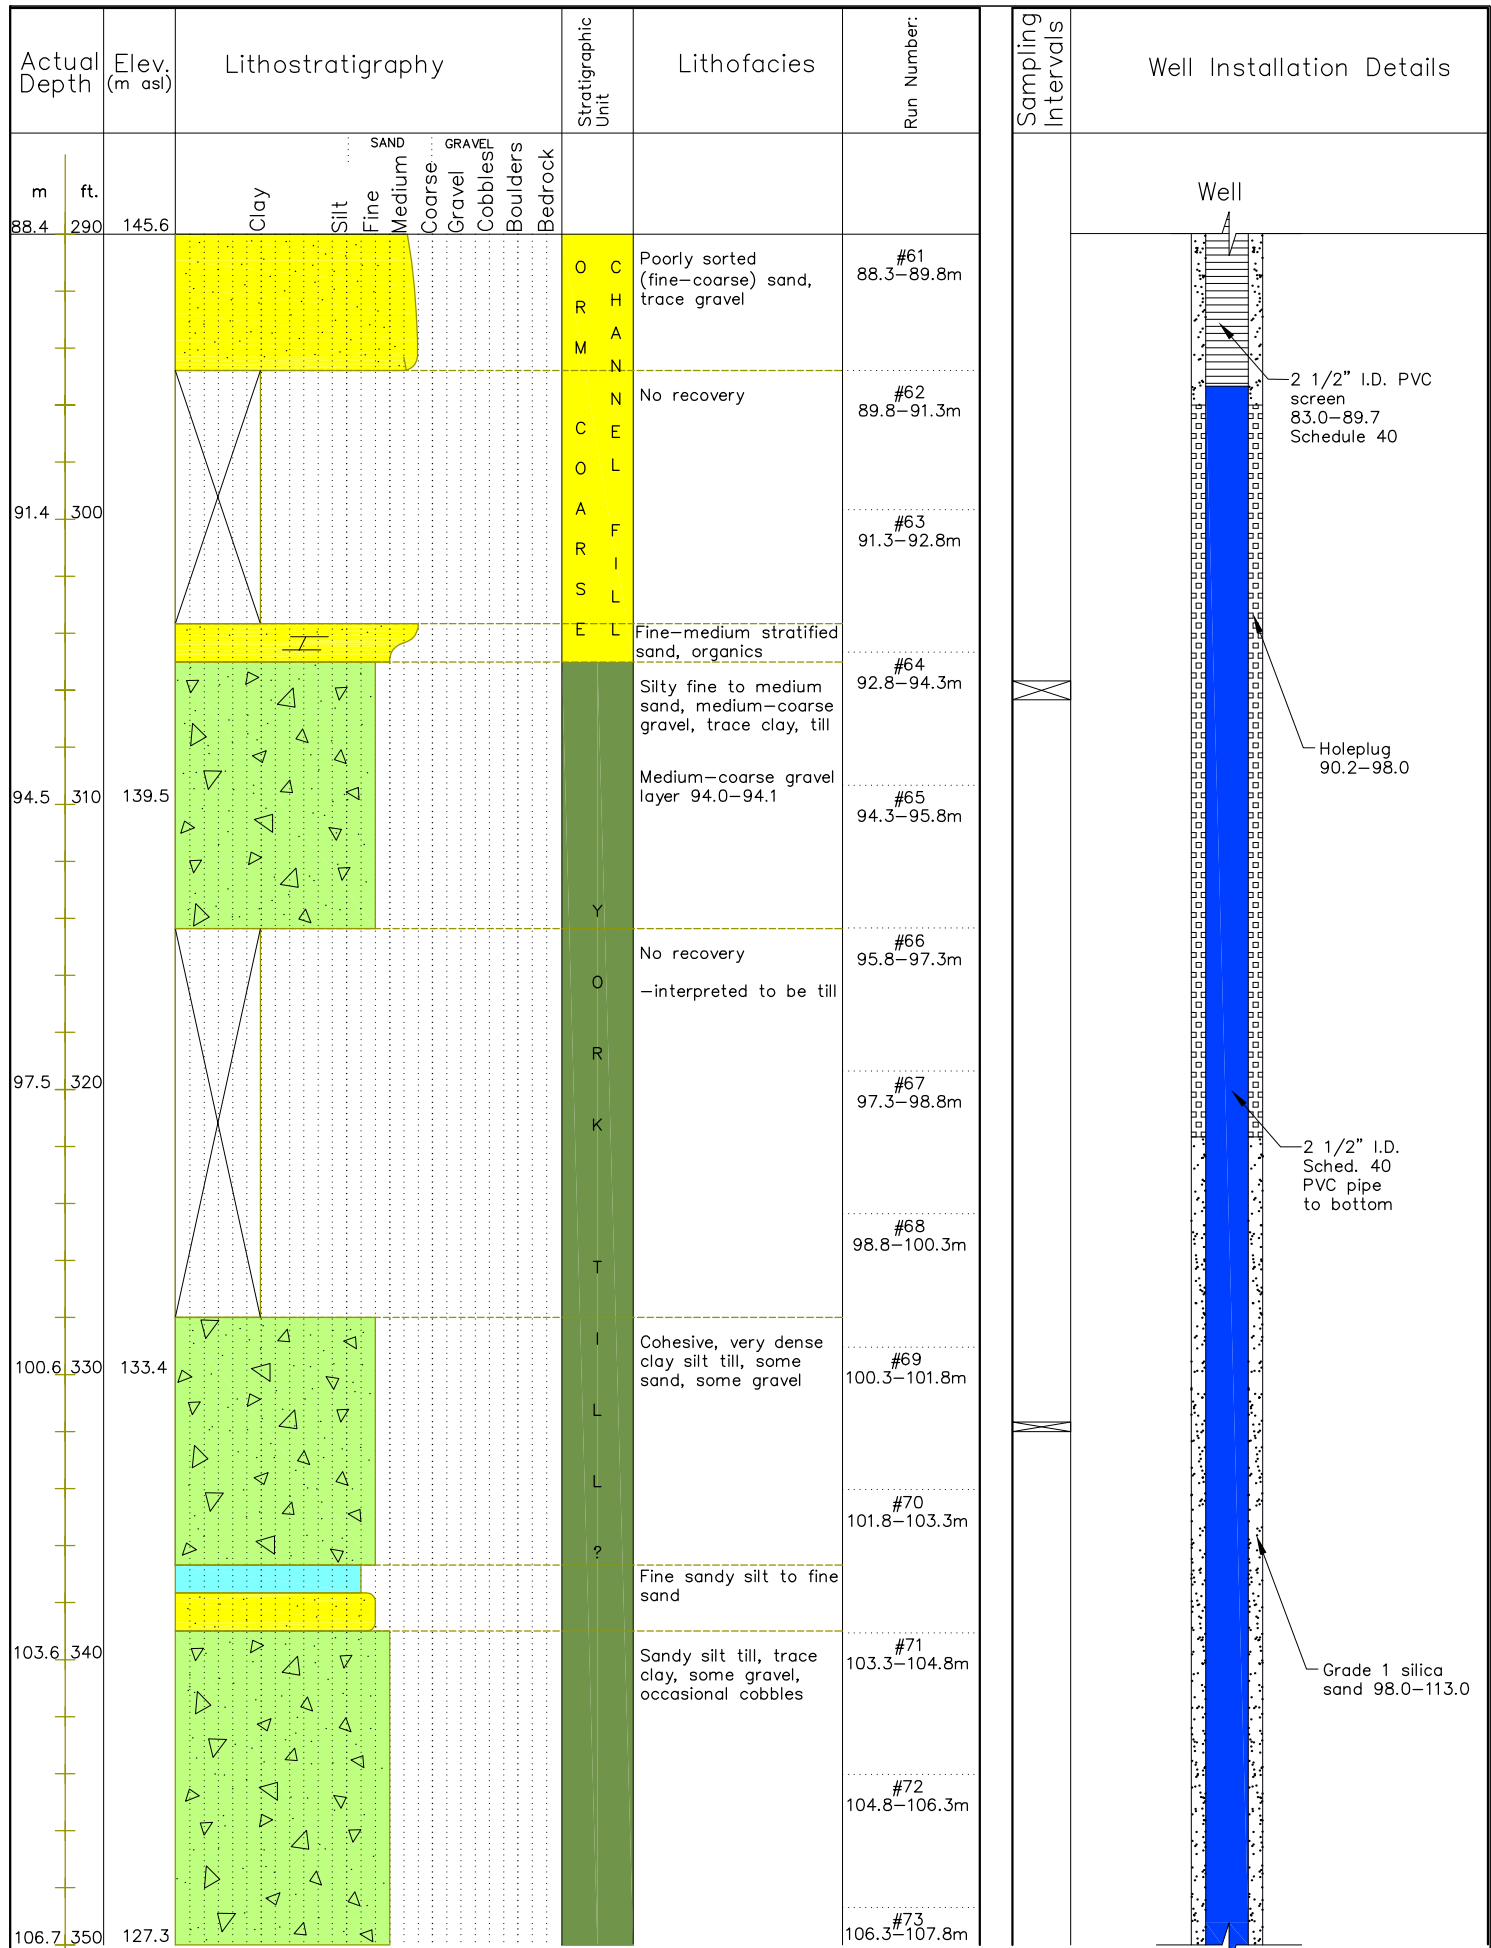 Actual
Depth
Elev.
(m asl)
Lithostratigraphy
Stratigraphic
Unit
Lithofacies
Run Number:
Sampling
Intervals
Well Installation Details
m
ft.
SAND
GRAVEL
Clay
Silt
Fine
Medium
Coarse
Gravel
Cobbles
Boulders
Bedrock
Well
88.4 290 145.6
91.4 300
94.5 310 139.5
97.5 320
100.6 330 133.4
103.6 340
106.7 350 127.3
ORM COARSE
CHANNEL FILL
YORK TILL?
Poorly sorted
(fine-coarse) sand,
trace gravel
No recovery
Fine-medium stratified
sand, organics
Silty fine to medium
sand, medium-coarse
gravel, trace clay, till
Medium-coarse gravel
layer 94.0-94.1
No recovery
-interpreted to be till
Cohesive, very dense
clay silt till, some
sand, some gravel
Fine sandy silt to fine
sand
Sandy silt till, trace
clay, some gravel,
occasional cobbles
#61
88.3-89.8m
#62
89.8-91.3m
#63
91.3-92.8m
#64
92.8-94.3m
#65
94.3-95.8m
#66
95.8-97.3m
#67
97.3-98.8m
#68
98.8-100.3m
#69
100.3-101.8m
#70
101.8-103.3m
#71
103.3-104.8m
#72
104.8-106.3m
#73
106.3-107.8m
2 1/2" I.D. PVC
screen
83.0-89.7
Schedule 40
Holeplug
90.2-98.0
2 1/2" I.D.
Sched. 40
PVC pipe
to bottom
Grade 1 silica
sand 98.0-113.0